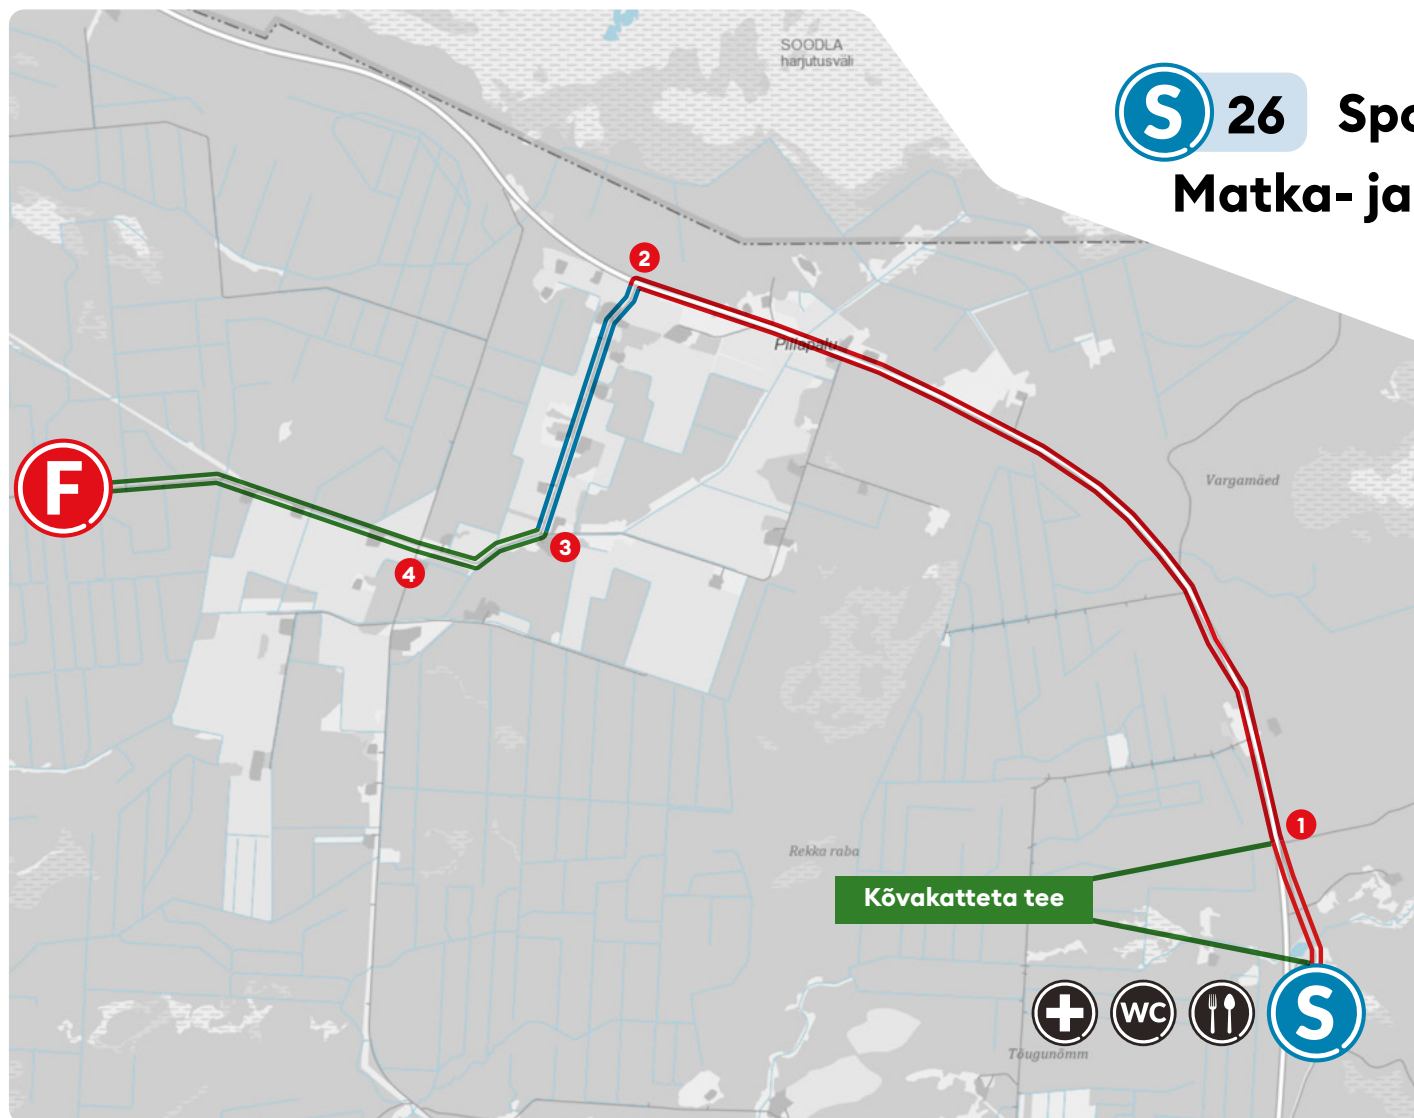 SOODLA
harjutusväli
S 26 Spo
Matka- ja
2
Pillapalu
Vargamäed
F
3
4
1
Rekka raba
Kõvakatteta tee
WC
S
Tõugunõmm